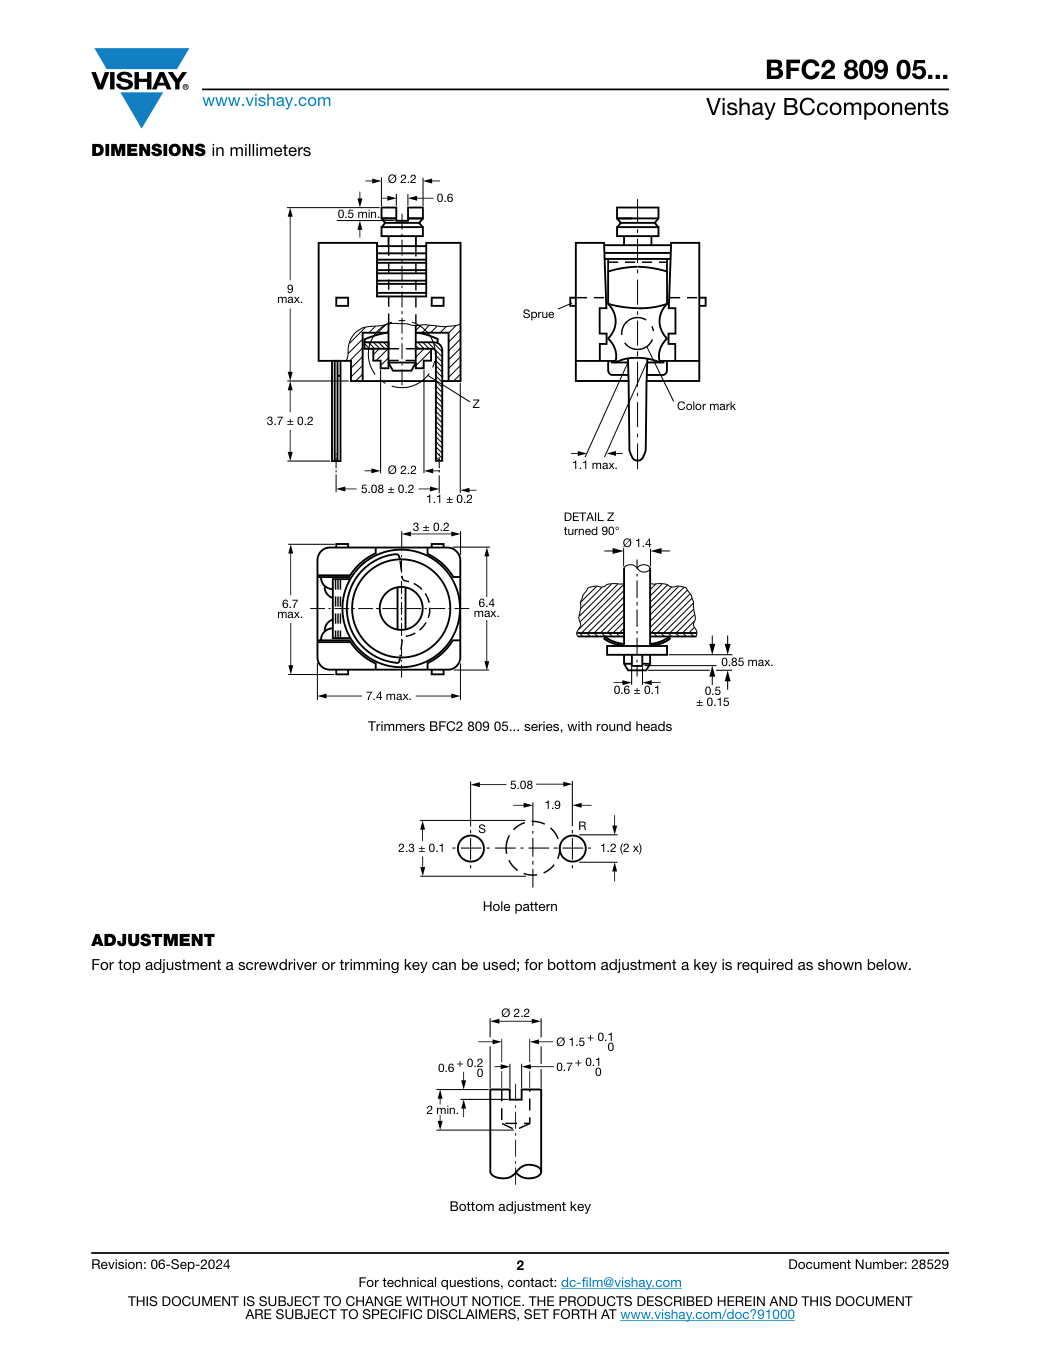 VISHAY®
www.vishay.com
BFC2 809 05...
Vishay BCcomponents
DIMENSIONS in millimeters
Ø 2.2
0.6
0.5 min.
9
max.
Sprue
Z
Color mark
3.7 ± 0.2
1.1 max.
Ø 2.2
5.08 ± 0.2
1.1 ± 0.2
3 ± 0.2
6.7
max.
6.4
max.
7.4 max.
DETAIL Z
turned 90°
Ø 1.4
0.85 max.
0.6 ± 0.1
0.5
± 0.15
Trimmers BFC2 809 05... series, with round heads
5.08
1.9
S
R
2.3 ± 0.1
1.2 (2 x)
Hole pattern
ADJUSTMENT
For top adjustment a screwdriver or trimming key can be used; for bottom adjustment a key is required as shown below.
Ø 2.2
Ø 1.5 + 0.1
0
0.6 + 0.2
0
0.7 + 0.1
0
2 min.
Bottom adjustment key
Revision: 06-Sep-2024
2
Document Number: 28529
For technical questions, contact: dc-film@vishay.com
THIS DOCUMENT IS SUBJECT TO CHANGE WITHOUT NOTICE. THE PRODUCTS DESCRIBED HEREIN AND THIS DOCUMENT
ARE SUBJECT TO SPECIFIC DISCLAIMERS, SET FORTH AT www.vishay.com/doc?91000